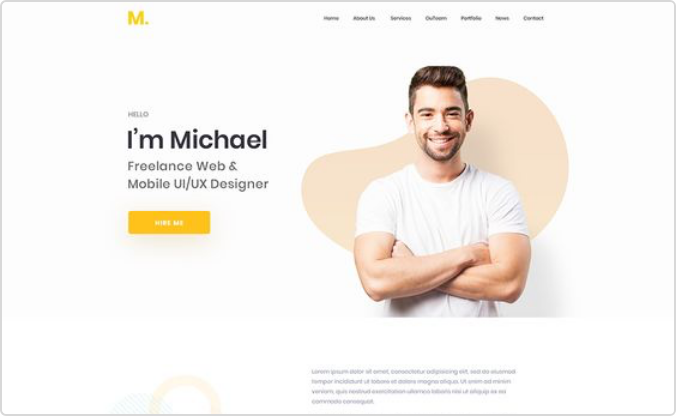 M.
Home About Us Services OuTeam Portfolio News Contact
HELLO
I'm Michael
Freelance Web &
Mobile UI/UX Designer
HIRE ME
Lorem ipsum dolor sit amet, consectetur adipisicing elit, sed do eiusmod
tempor incididunt ut labore et dolore magna aliqua. Ut enim ad minim
veniam, quis nostrud exercitation ullamco laboris nisi ut aliquip ex ea
commodo consequat.